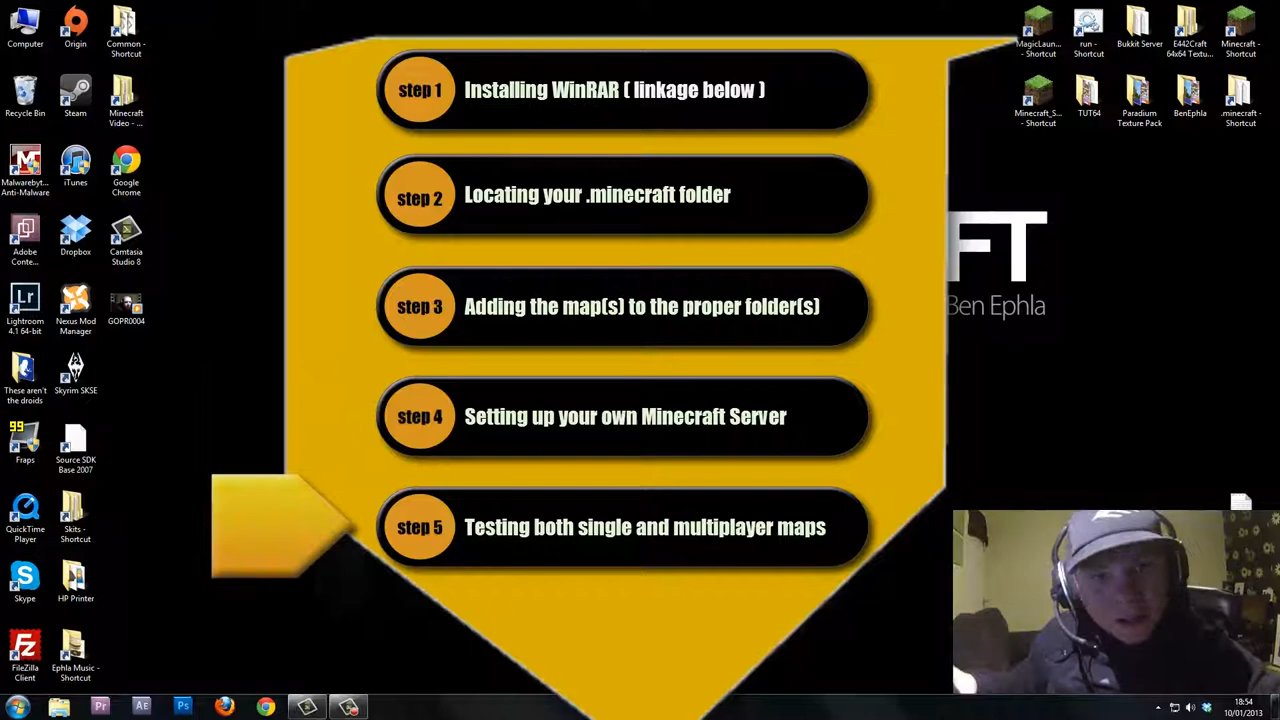 Computer
Origin
Common -
Shortcut
Recycle Bin
Steam
Minecraft
Video - ...
Malwarebyt...
Anti-Malware
iTunes
Google
Chrome
Adobe
Conte...
Dropbox
Camtasia
Studio 8
Lightroom
4.1 64-bit
Nexus Mod
Manager
GOPR0004
These aren't
the droids
Skyrim SKSE
99
Fraps
Source SDK
Base 2007
QuickTime
Player
Skits -
Shortcut
Skype
HP Printer
FileZilla
Client
Ephla Music -
Shortcut
step 1
Installing WinRAR ( linkage below )
step 2
Locating your .minecraft folder
step 3
Adding the map(s) to the proper folder(s)
step 4
Setting up your own Minecraft Server
step 5
Testing both single and multiplayer maps
MagicLaun...
- Shortcut
run -
Shortcut
Bukkit Server
E442Craft
64x64 Textu...
Minecraft -
Shortcut
Minecraft_S...
- Shortcut
TUT64
Paradium
Texture Pack
BenEphla
.minecraft -
Shortcut
FT
Ben Ephla
Pr
Ae
Ps
18:54
10/01/2013